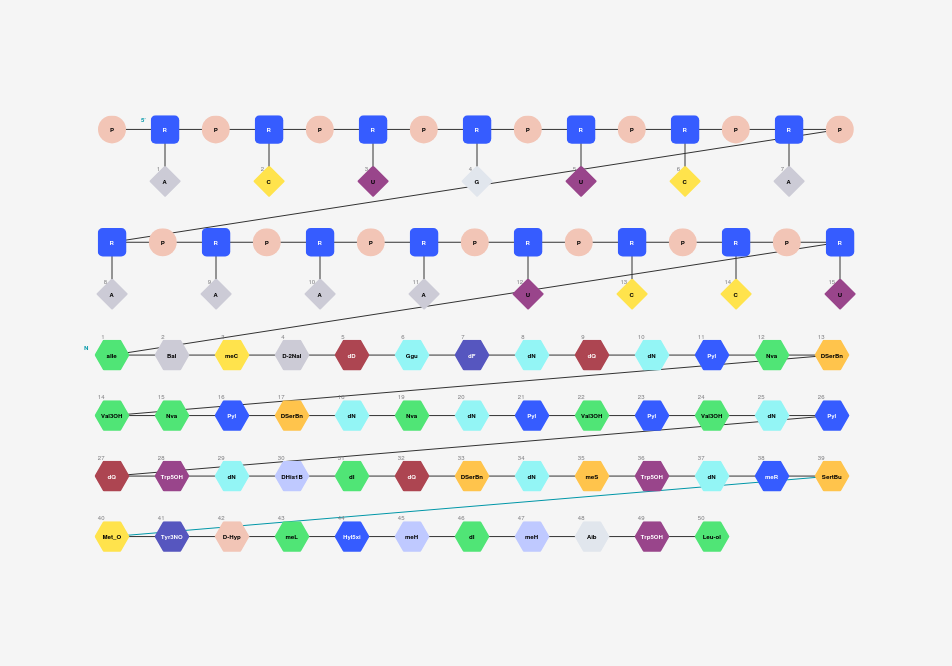 5' P R P R P R P R P R P R P R P
1 2 3 4 5 6 7
A C U G U C A
R P R P R P R P R P R P R P R
8 9 10 11 12 13 14 15
A A A A U C C U
1 2 3 4 5 6 7 8 9 10 11 12 13
N aIle Bal meC D-2Nal dD Ggu dF dN dQ dN Pyl Nva DSerBn
14 15 16 17 18 19 20 21 22 23 24 25 26
Val3OH Nva Pyl DSerBn dN Nva dN Pyl Val3OH Pyl Val3OH dN Pyl
27 28 29 30 31 32 33 34 35 36 37 38 39
dQ Trp5OH dN DHis1B dI dQ DSerBn dN meS Trp5OH dN meR SertBu
40 41 42 43 44 45 46 47 48 49 50
Met_O Tyr3NO D-Hyp meL Hyl5xi meH dI meH Aib Trp5OH Leu-ol